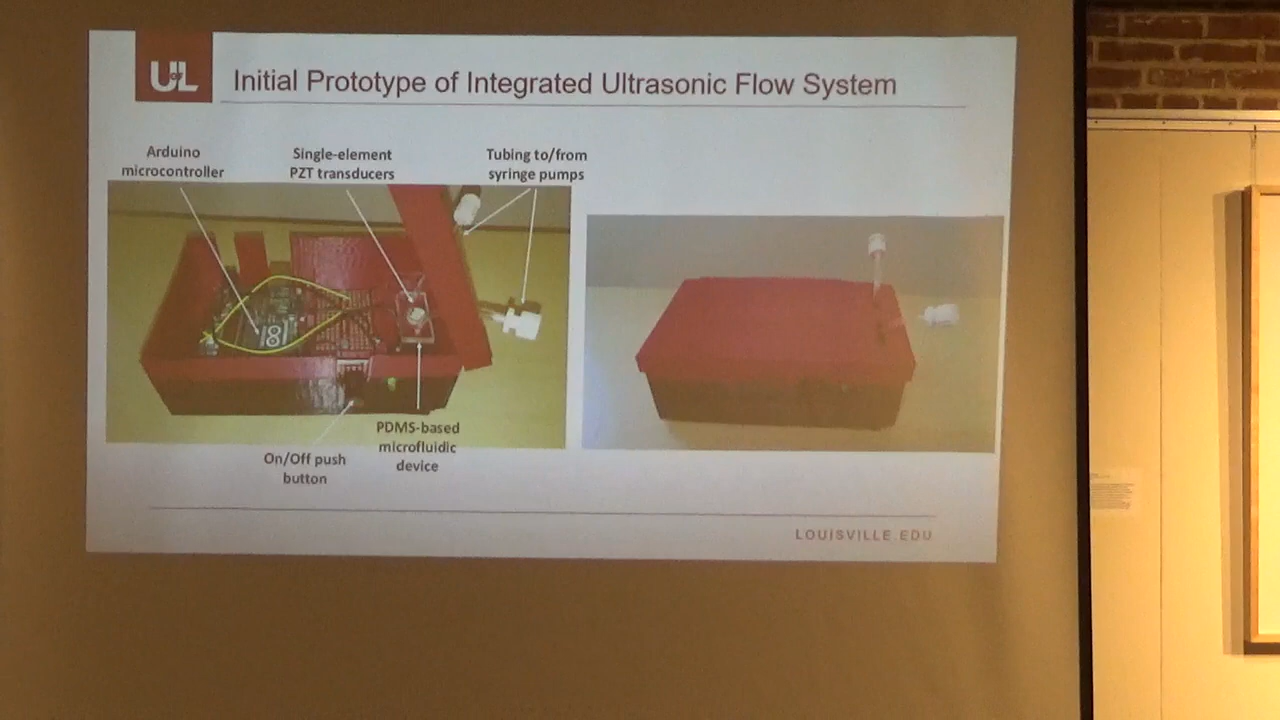 UofL
Initial Prototype of Integrated Ultrasonic Flow System
Arduino
microcontroller
Single-element
PZT transducers
Tubing to/from
syringe pumps
PDMS-based
microfluidic
device
On/Off push
button
LOUISVILLE.EDU